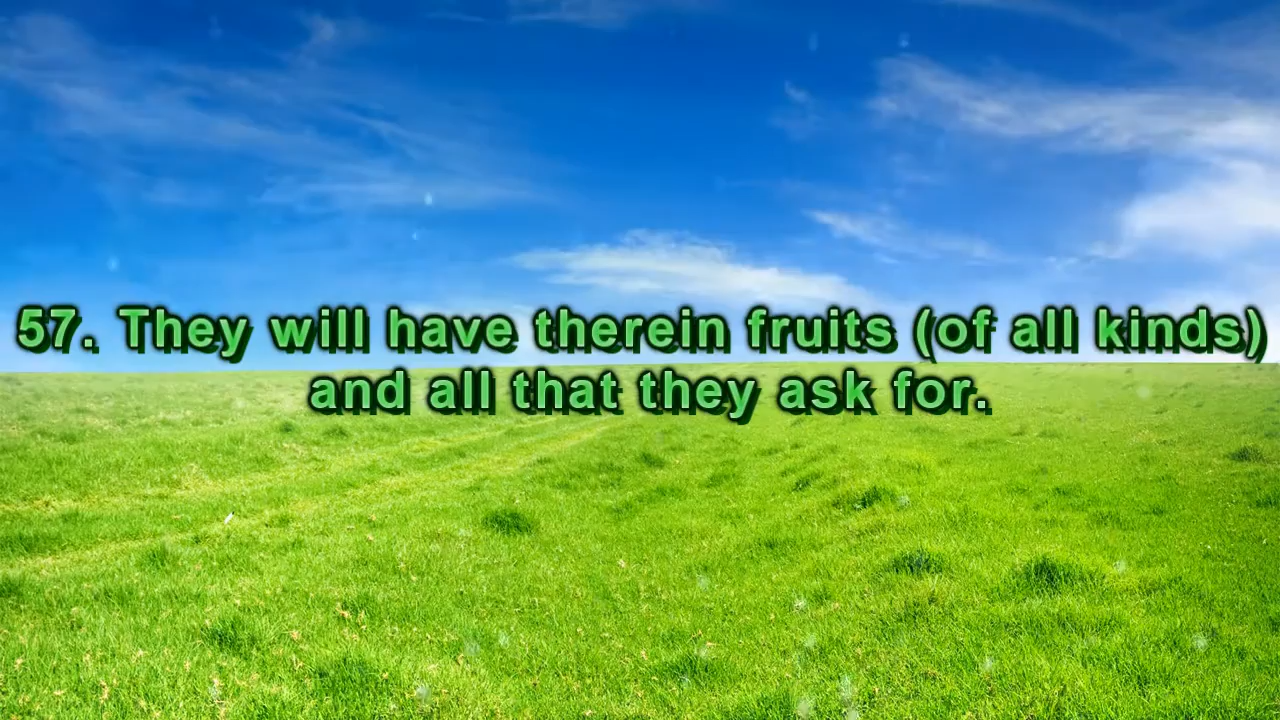 57. They will have therein fruits (of all kinds)
and all that they ask for.